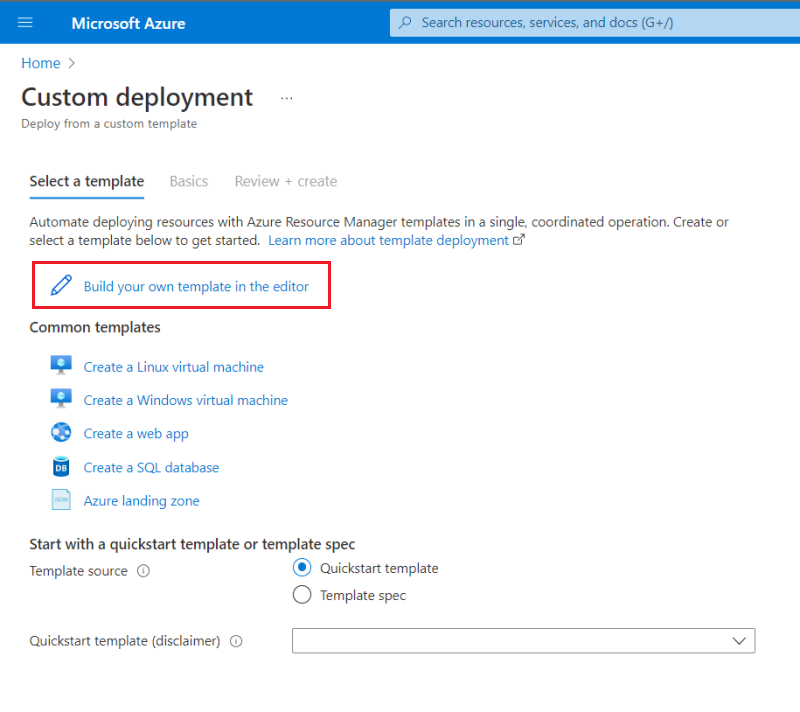 Microsoft Azure
Search resources, services, and docs (G+/)
Home
Custom deployment
...
Deploy from a custom template
Select a template
Basics
Review + create
Automate deploying resources with Azure Resource Manager templates in a single, coordinated operation. Create or
select a template below to get started. Learn more about template deployment
Build your own template in the editor
Common templates
Create a Linux virtual machine
Create a Windows virtual machine
Create a web app
DB
Create a SQL database
JSON
Azure landing zone
Start with a quickstart template or template spec
Template source
Quickstart template
Template spec
Quickstart template (disclaimer)